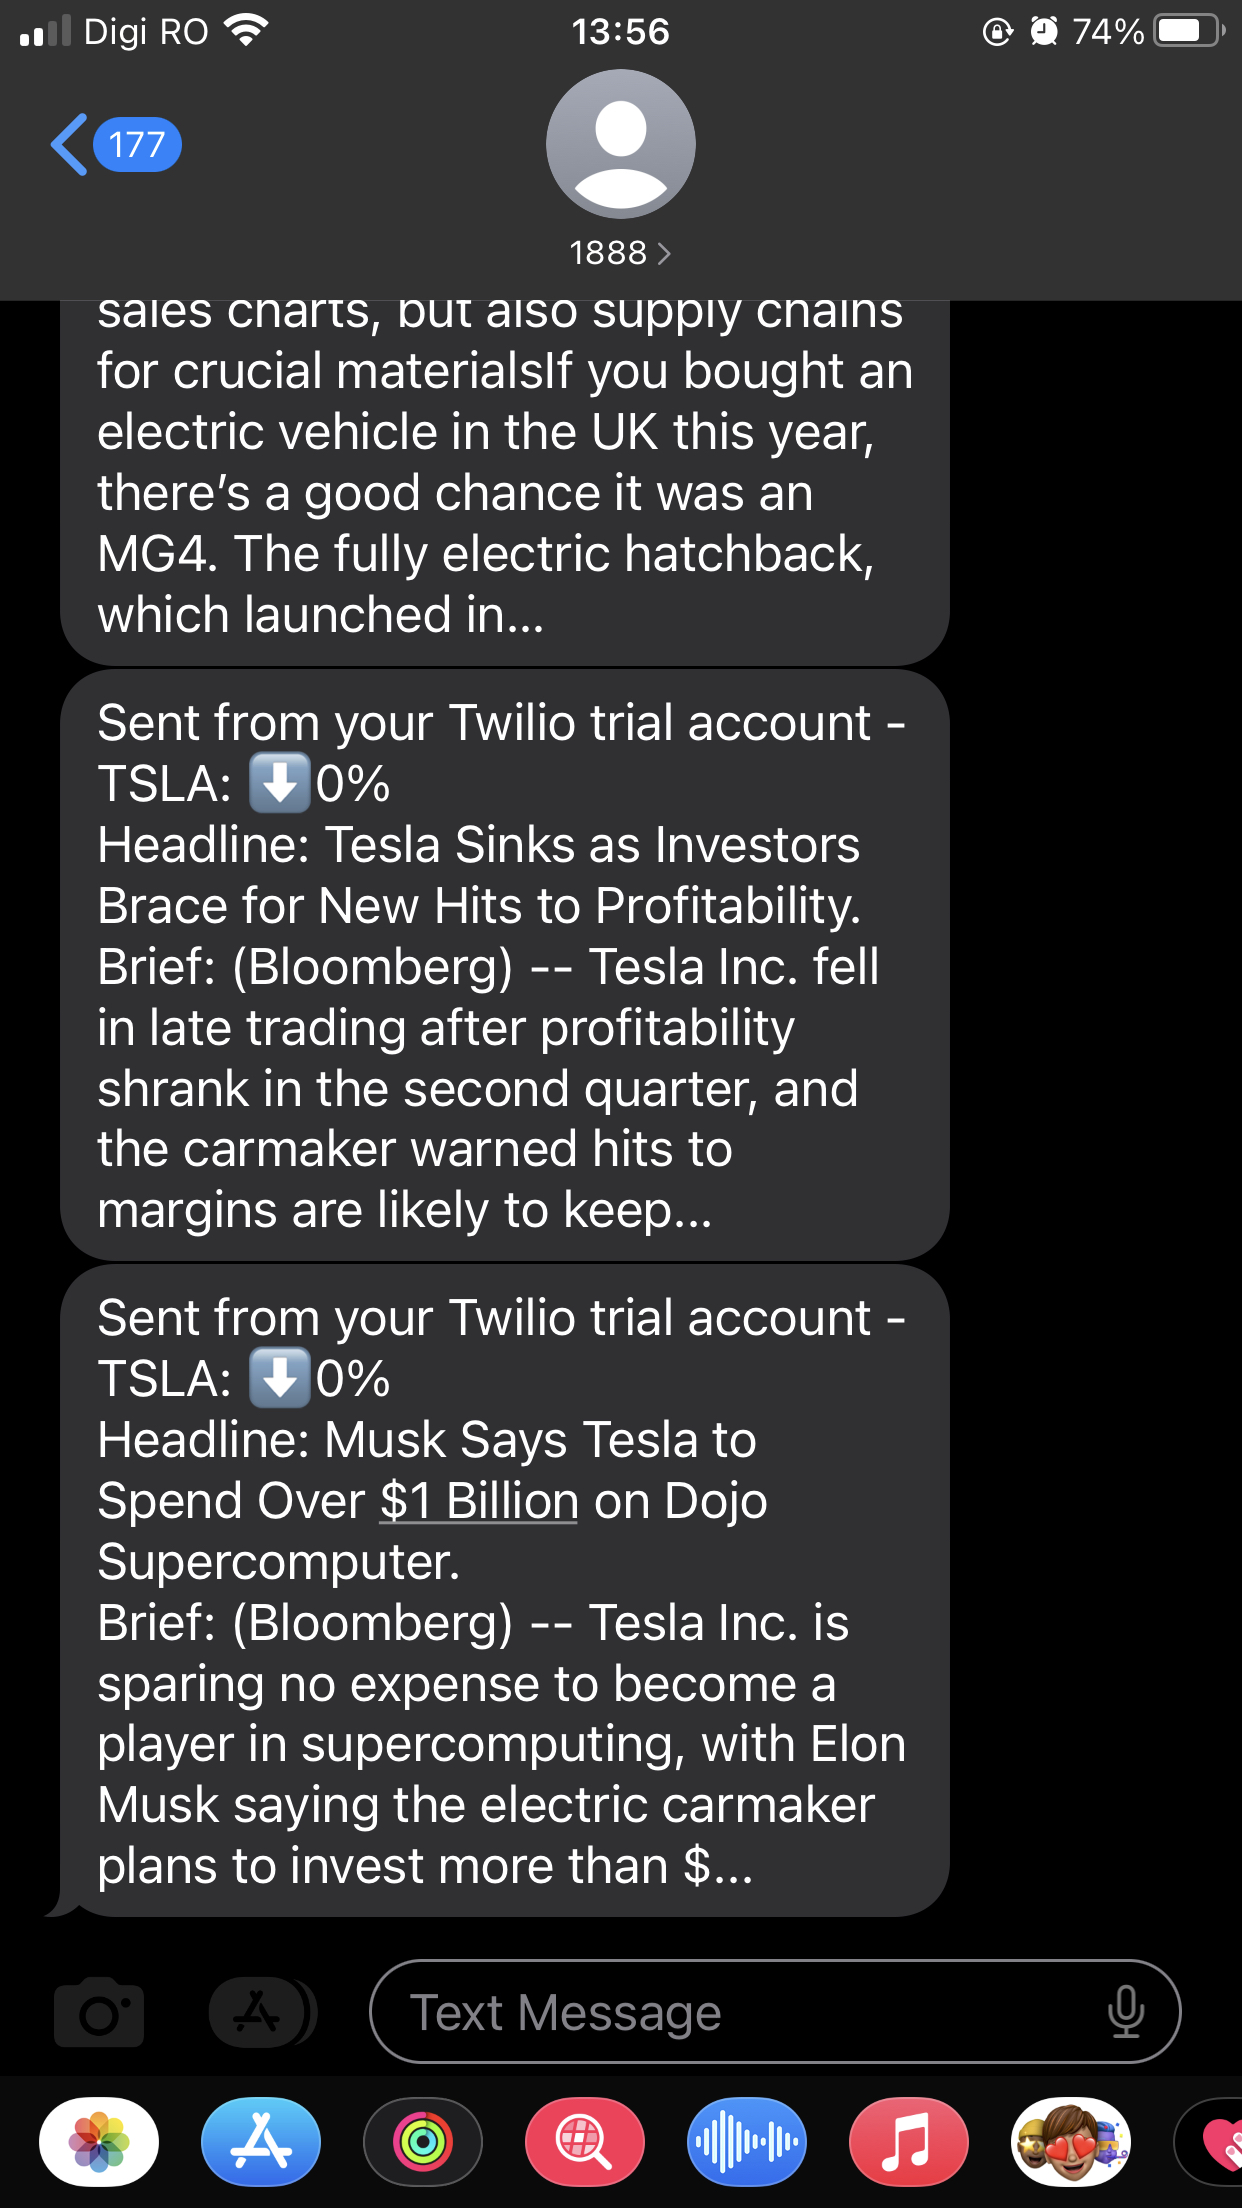 Digi RO 13:56 74%
177
1888
sales charts, but also supply chains
for crucial materialsIf you bought an
electric vehicle in the UK this year,
there’s a good chance it was an
MG4. The fully electric hatchback,
which launched in...
Sent from your Twilio trial account -
TSLA: ⬇️0%
Headline: Tesla Sinks as Investors
Brace for New Hits to Profitability.
Brief: (Bloomberg) -- Tesla Inc. fell
in late trading after profitability
shrank in the second quarter, and
the carmaker warned hits to
margins are likely to keep...
Sent from your Twilio trial account -
TSLA: ⬇️0%
Headline: Musk Says Tesla to
Spend Over $1 Billion on Dojo
Supercomputer.
Brief: (Bloomberg) -- Tesla Inc. is
sparing no expense to become a
player in supercomputing, with Elon
Musk saying the electric carmaker
plans to invest more than $...
Text Message